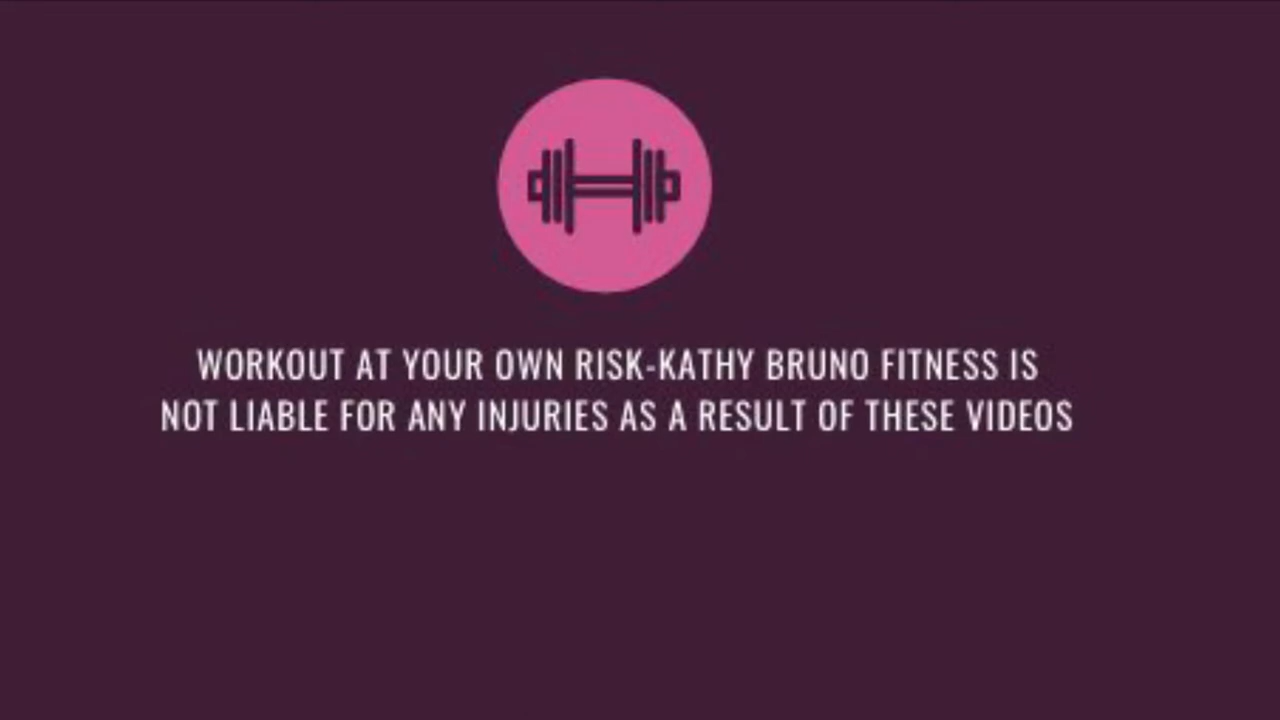 WORKOUT AT YOUR OWN RISK-KATHY BRUNO FITNESS IS
NOT LIABLE FOR ANY INJURIES AS A RESULT OF THESE VIDEOS